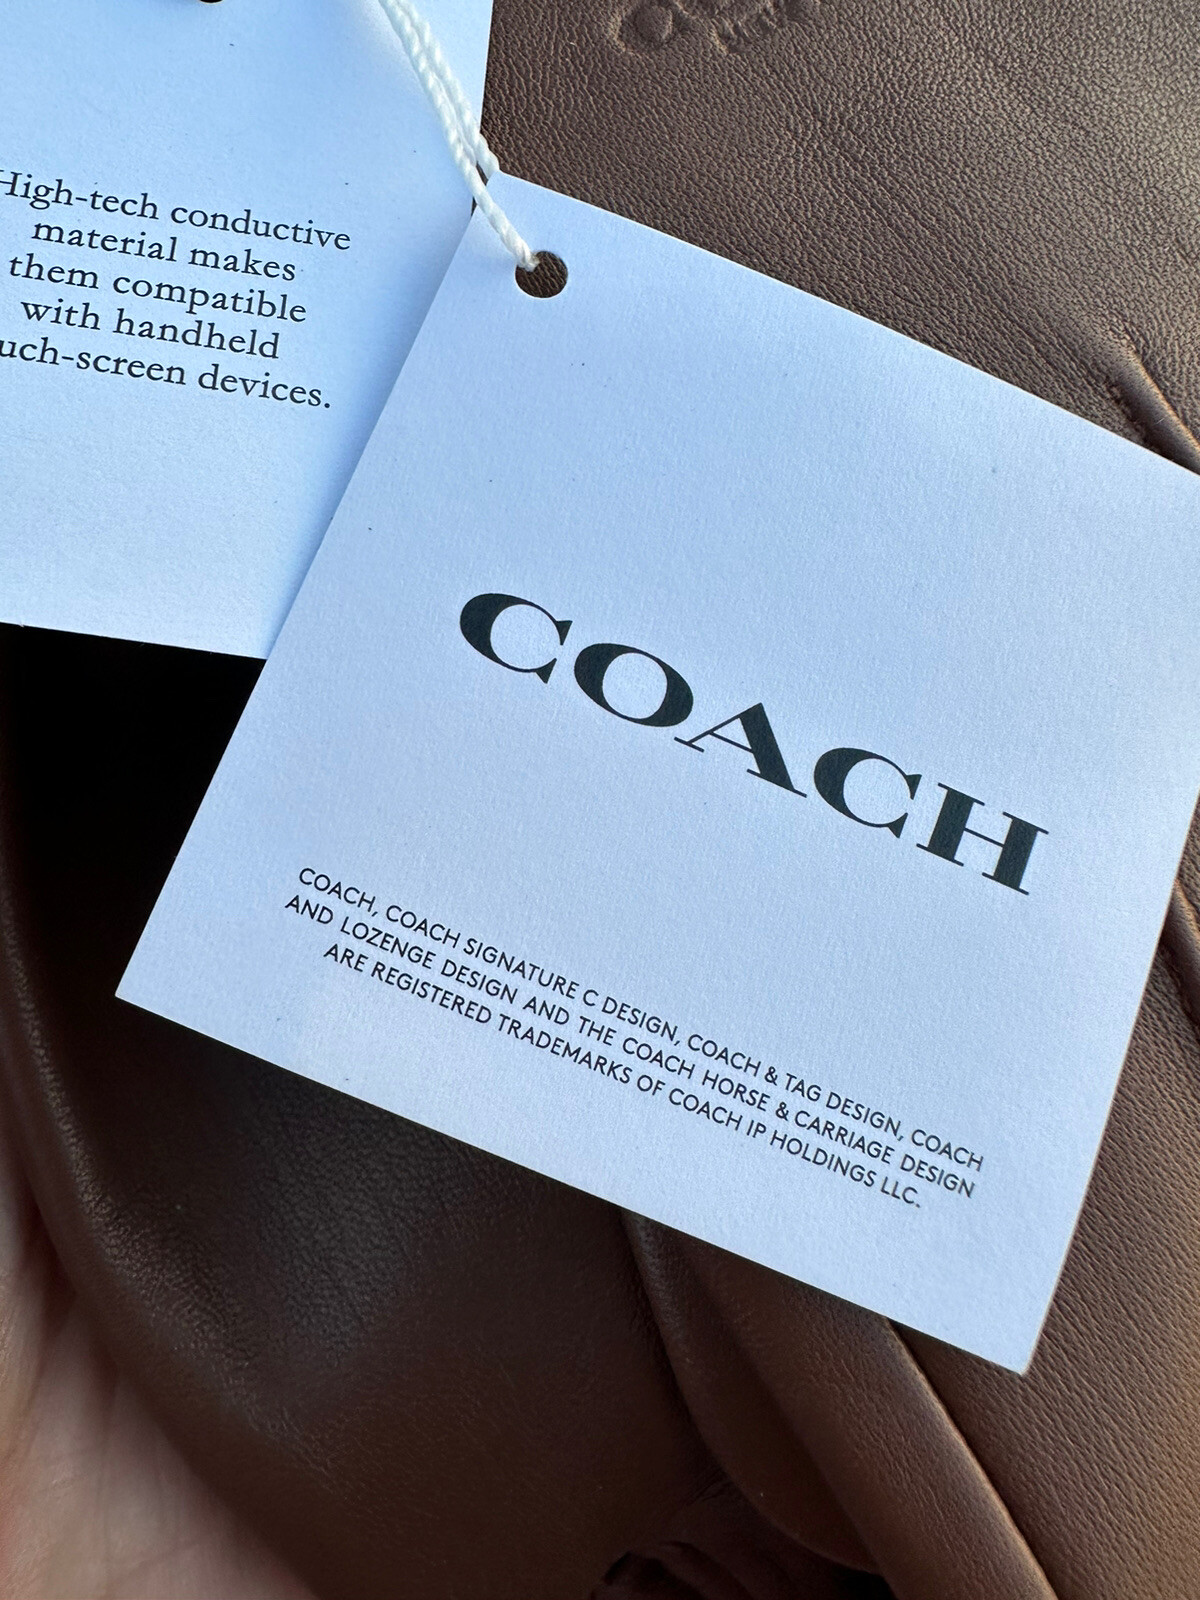 High-tech conductive
material makes
them compatible
with handheld
uch-screen devices.
COACH
COACH, COACH SIGNATURE C DESIGN, COACH & TAG DESIGN, COACH
AND LOZENGE DESIGN AND THE COACH HORSE & CARRIAGE DESIGN
ARE REGISTERED TRADEMARKS OF COACH IP HOLDINGS LLC.